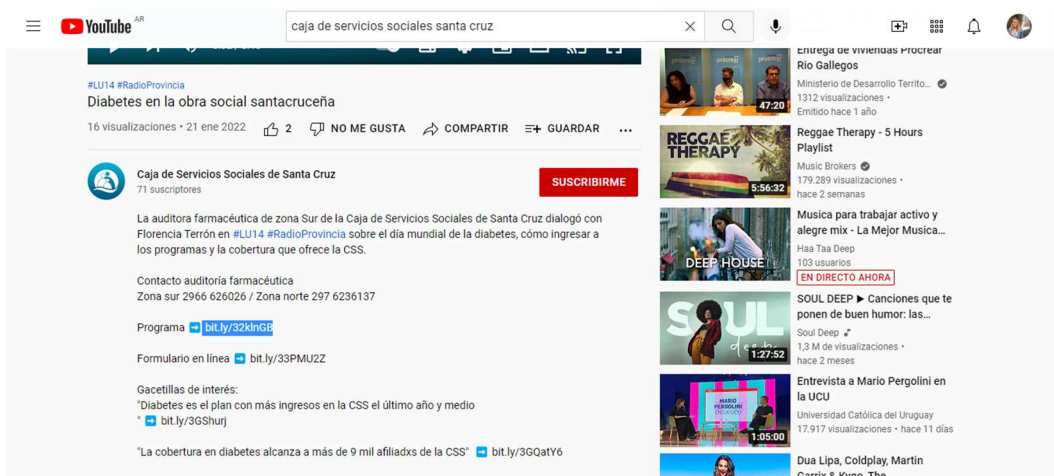 YouTube AR
caja de servicios sociales santa cruz
#LU14 #RadioProvincia
Diabetes en la obra social santacruceña
16 visualizaciones • 21 ene 2022
2
NO ME GUSTA
COMPARTIR
GUARDAR
Caja de Servicios Sociales de Santa Cruz
71 suscriptores
SUSCRIBIRME
La auditora farmacéutica de zona Sur de la Caja de Servicios Sociales de Santa Cruz dialogó con
Florencia Terrón en #LU14 #RadioProvincia sobre el día mundial de la diabetes, cómo ingresar a
los programas y la cobertura que ofrece la CSS.
Contacto auditoría farmacéutica
Zona sur 2966 626026 / Zona norte 297 6236137
Programa ➡ bit.ly/32klnGB
Formulario en línea ➡ bit.ly/33PMU2Z
Gacetillas de interés:
"Diabetes es el plan con más ingresos en la CSS el último año y medio
" ➡ bit.ly/3GShurj
"La cobertura en diabetes alcanza a más de 9 mil afiliadxs de la CSS" ➡ bit.ly/3GQatY6
47:20
Entrega de Viviendas Procrear
Rio Gallegos
Ministerio de Desarrollo Territo...
1312 visualizaciones •
Emitido hace 1 año
REGGAE
THERAPY
5:56:32
Reggae Therapy - 5 Hours
Playlist
Music Brokers
179.289 visualizaciones •
hace 2 semanas
DEEP HOUSE
Musica para trabajar activo y
alegre mix - La Mejor Musica...
Haa Taa Deep
103 usuarios
EN DIRECTO AHORA
SOUL
deep
1:27:52
SOUL DEEP ▶ Canciones que te
ponen de buen humor: las...
Soul Deep
1,3 M de visualizaciones •
hace 2 meses
MARIO
PERGOLINI
EN LA UCU
1:05:00
Entrevista a Mario Pergolini en
la UCU
Universidad Católica del Uruguay
17.917 visualizaciones • hace 11 días
Dua Lipa, Coldplay, Martin
Garrix & Kygo, The